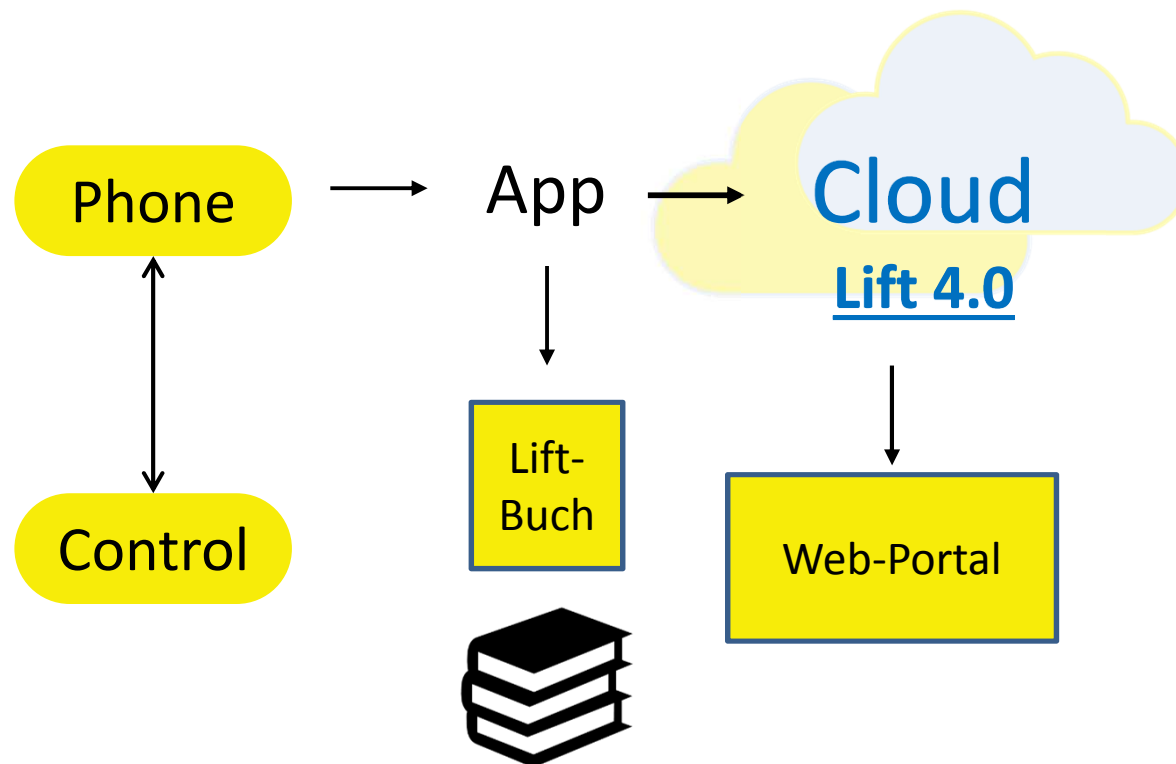 Phone
App
Cloud
Lift 4.0
Control
Lift-
Buch
Web-Portal